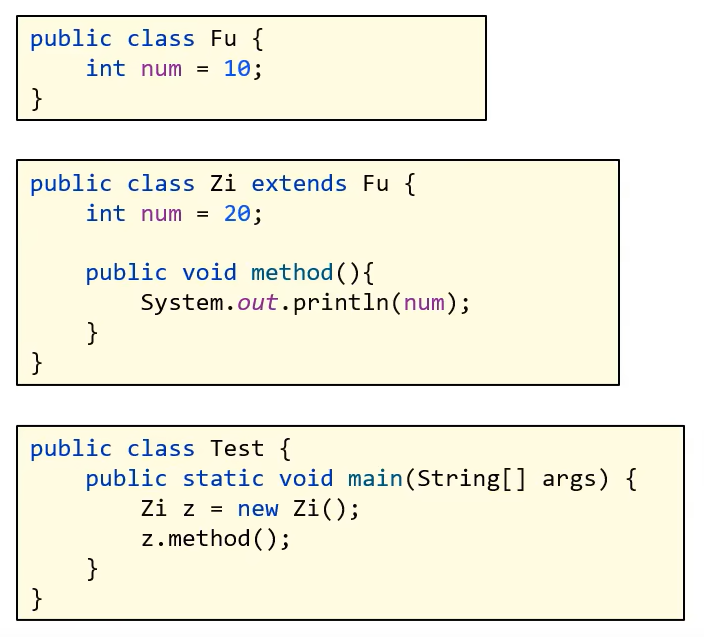 public class Fu {
    int num = 10;
}
public class Zi extends Fu {
    int num = 20;

    public void method(){
        System.out.println(num);
    }
}
public class Test {
    public static void main(String[] args) {
        Zi z = new Zi();
        z.method();
    }
}